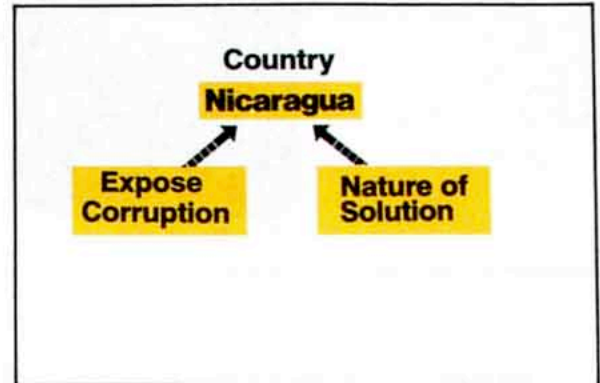 Country
Nicaragua
Expose
Corruption
Nature of
Solution